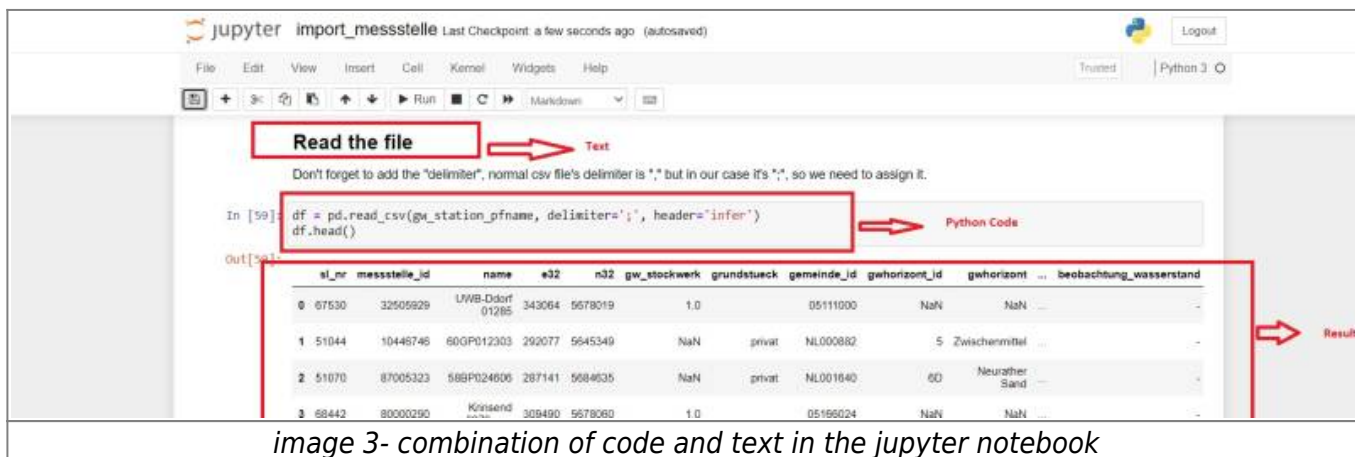 jupyter import_messstelle Last Checkpoint: a few seconds ago (autosaved) Logout
File Edit View Insert Cell Kernel Widgets Help Trusted Python 3
Run Markdown
Read the file Text
Don't forget to add the "delimiter", normal csv file's delimiter is "," but in our case it's ";", so we need to assign it.
In [59]: df = pd.read_csv(gw_station_pfname, delimiter=';', header='infer')
df.head()
Python Code
Out[59]:
sl_nr messstelle_id name e32 n32 gw_stockwerk grundstueck gemeinde_id gwhorizont_id gwhorizont ... beobachtung_wasserstand
0 67530 32505929 UWB-Ddorf 01285 343064 5678019 1.0 05111000 NaN NaN ... -
1 51044 10446746 60GP012303 292077 5645349 NaN privat NL000882 5 Zwischenmittel ... -
Result
2 51070 87005323 58BP024606 287141 5684635 NaN privat NL001640 6D Neurather Sand ... -
3 68442 80000290 309490 5678060 1.0 05166024 NaN NaN ... -
image 3- combination of code and text in the jupyter notebook